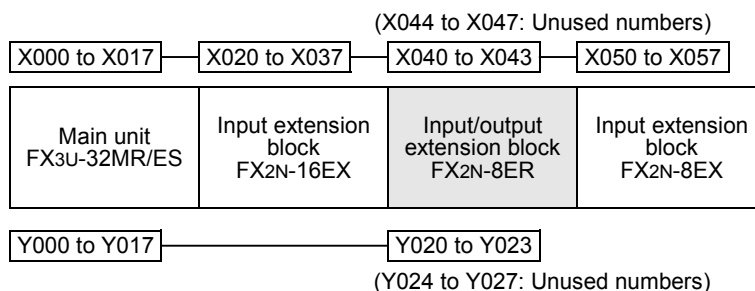 (X044 to X047: Unused numbers)
X000 to X017 X020 to X037 X040 to X043 X050 to X057
Main unit
FX3U-32MR/ES
Input extension
block
FX2N-16EX
Input/output
extension block
FX2N-8ER
Input extension
block
FX2N-8EX
Y000 to Y017 Y020 to Y023
(Y024 to Y027: Unused numbers)